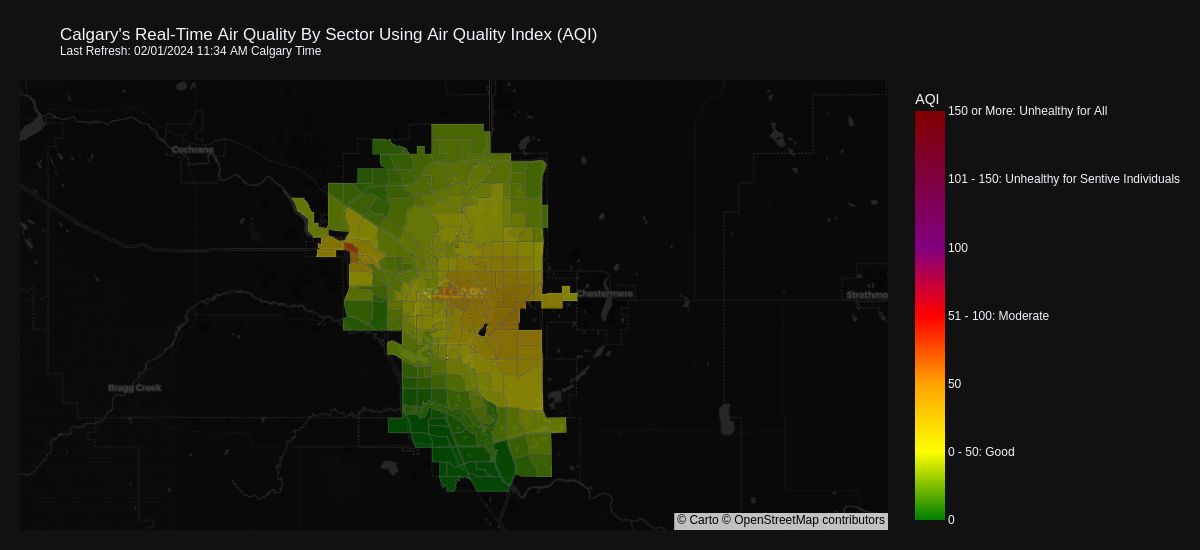 Calgary's Real-Time Air Quality By Sector Using Air Quality Index (AQI)
Last Refresh: 02/01/2024 11:34 AM Calgary Time
AQI
150 or More: Unhealthy for All
Cochrane
101 - 150: Unhealthy for Sentive Individuals
100
CALGARY
Chestermere
Strathmo
51 - 100: Moderate
50
Bragg Creek
0 - 50: Good
© Carto © OpenStreetMap contributors
0